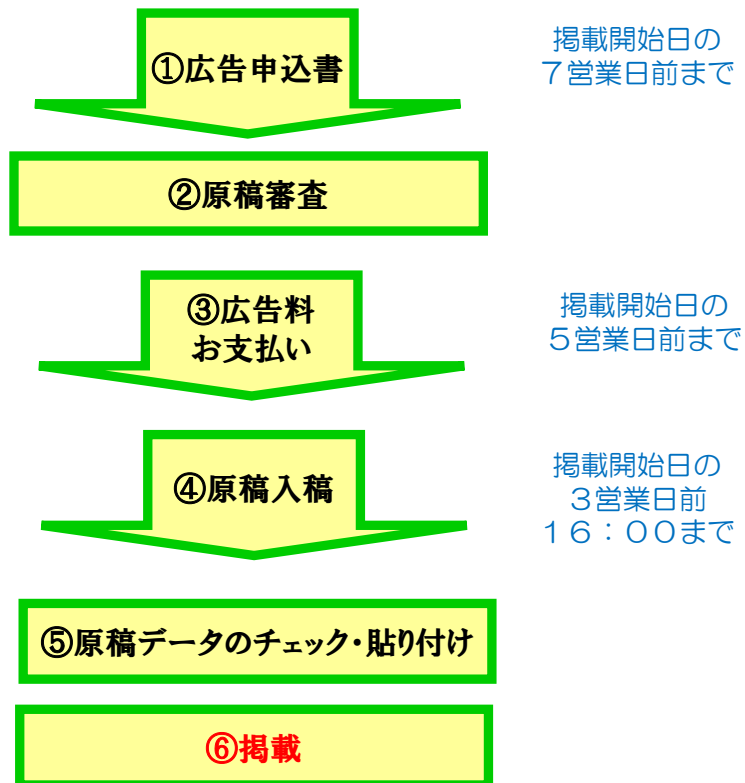 ①広告申込書
掲載開始日の
７営業日前まで
②原稿審査
③広告料
お支払い
掲載開始日の
５営業日前まで
④原稿入稿
掲載開始日の
３営業日前
１６：００まで
⑤原稿データのチェック・貼り付け
⑥掲載